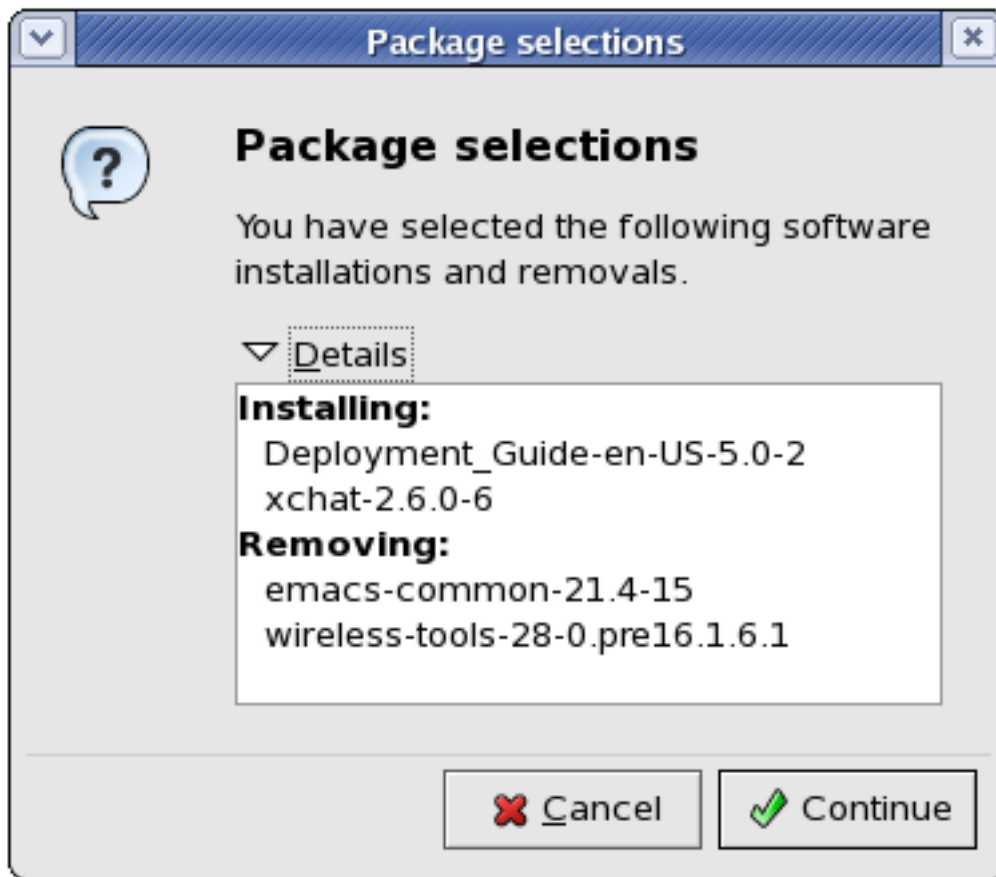 Package selections
Package selections
You have selected the following software
installations and removals.
Details
Installing:
Deployment_Guide-en-US-5.0-2
xchat-2.6.0-6
Removing:
emacs-common-21.4-15
wireless-tools-28-0.pre16.1.6.1
Cancel
Continue